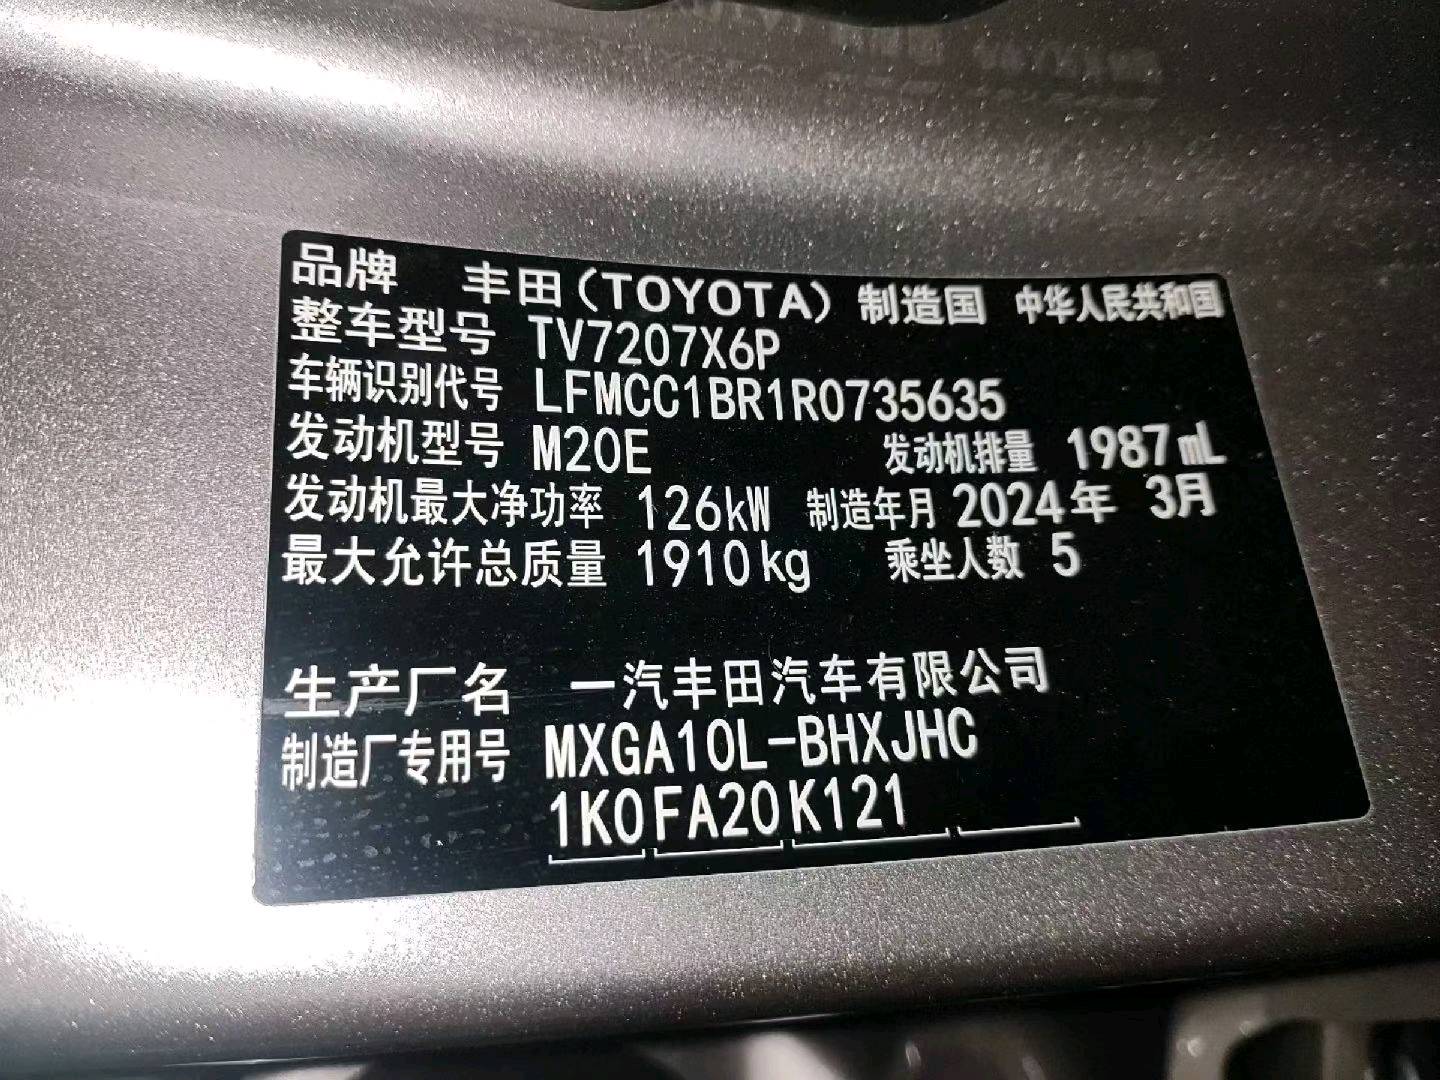 品牌 丰田(TOYOTA) 制造国 中华人民共和国
整车型号 TV7207X6P
车辆识别代号 LFMCC1BR1R0735635
发动机型号 M20E 发动机排量 1987mL
发动机最大净功率 126kW 制造年月 2024年 3月
最大允许总质量 1910kg 乘坐人数 5
生产厂名 一汽丰田汽车有限公司
制造厂专用号 MXGA10L-BHXJHC
1K0 FA20 K121